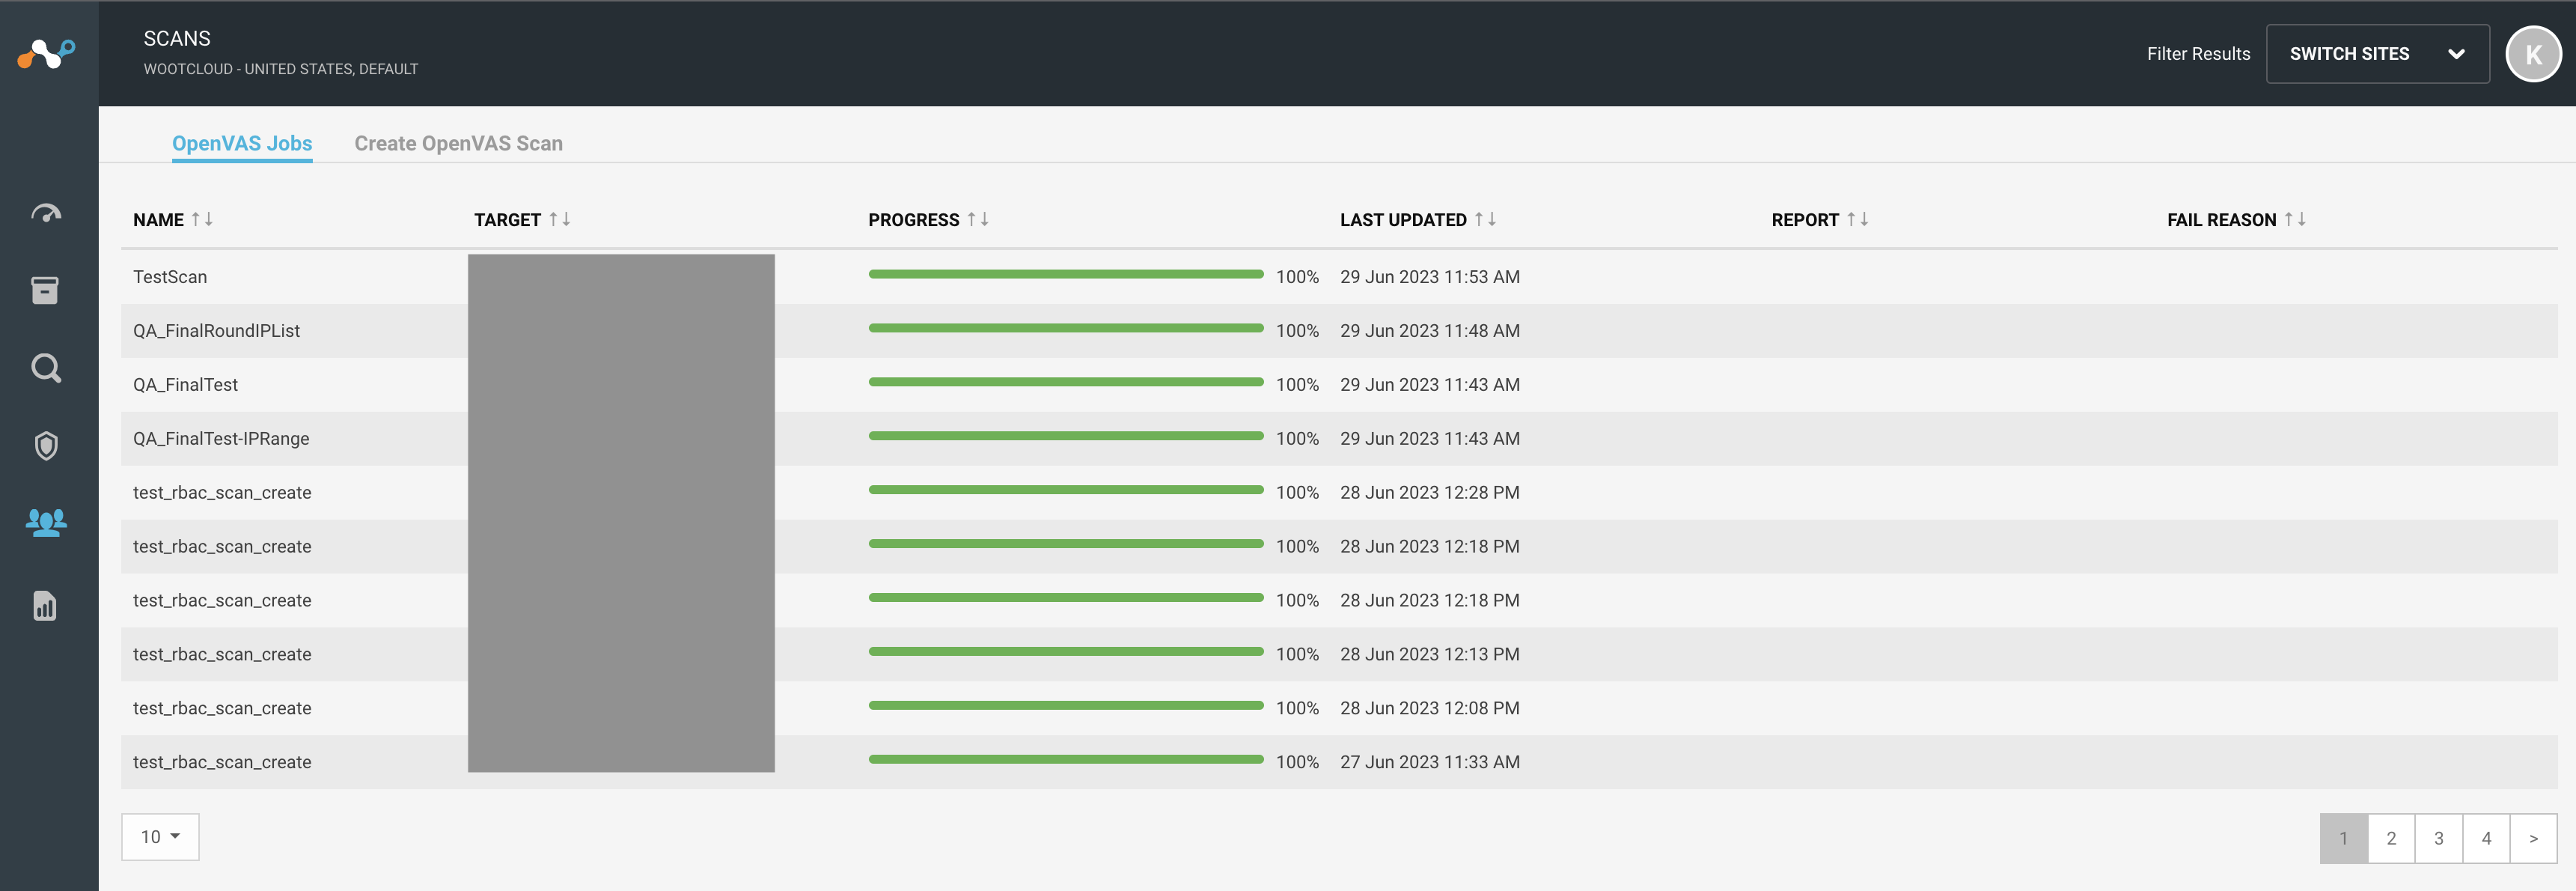 SCANS
WOOTCLOUD - UNITED STATES, DEFAULT
Filter Results
SWITCH SITES
K
OpenVAS Jobs Create OpenVAS Scan
NAME TARGET PROGRESS LAST UPDATED REPORT FAIL REASON
TestScan 100% 29 Jun 2023 11:53 AM
QA_FinalRoundIPList 100% 29 Jun 2023 11:48 AM
QA_FinalTest 100% 29 Jun 2023 11:43 AM
QA_FinalTest-IPRange 100% 29 Jun 2023 11:43 AM
test_rbac_scan_create 100% 28 Jun 2023 12:28 PM
test_rbac_scan_create 100% 28 Jun 2023 12:18 PM
test_rbac_scan_create 100% 28 Jun 2023 12:18 PM
test_rbac_scan_create 100% 28 Jun 2023 12:13 PM
test_rbac_scan_create 100% 28 Jun 2023 12:08 PM
test_rbac_scan_create 100% 27 Jun 2023 11:33 AM
10
1 2 3 4 >